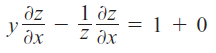 y ∂z/∂x − 1/z ∂z/∂x = 1 + 0